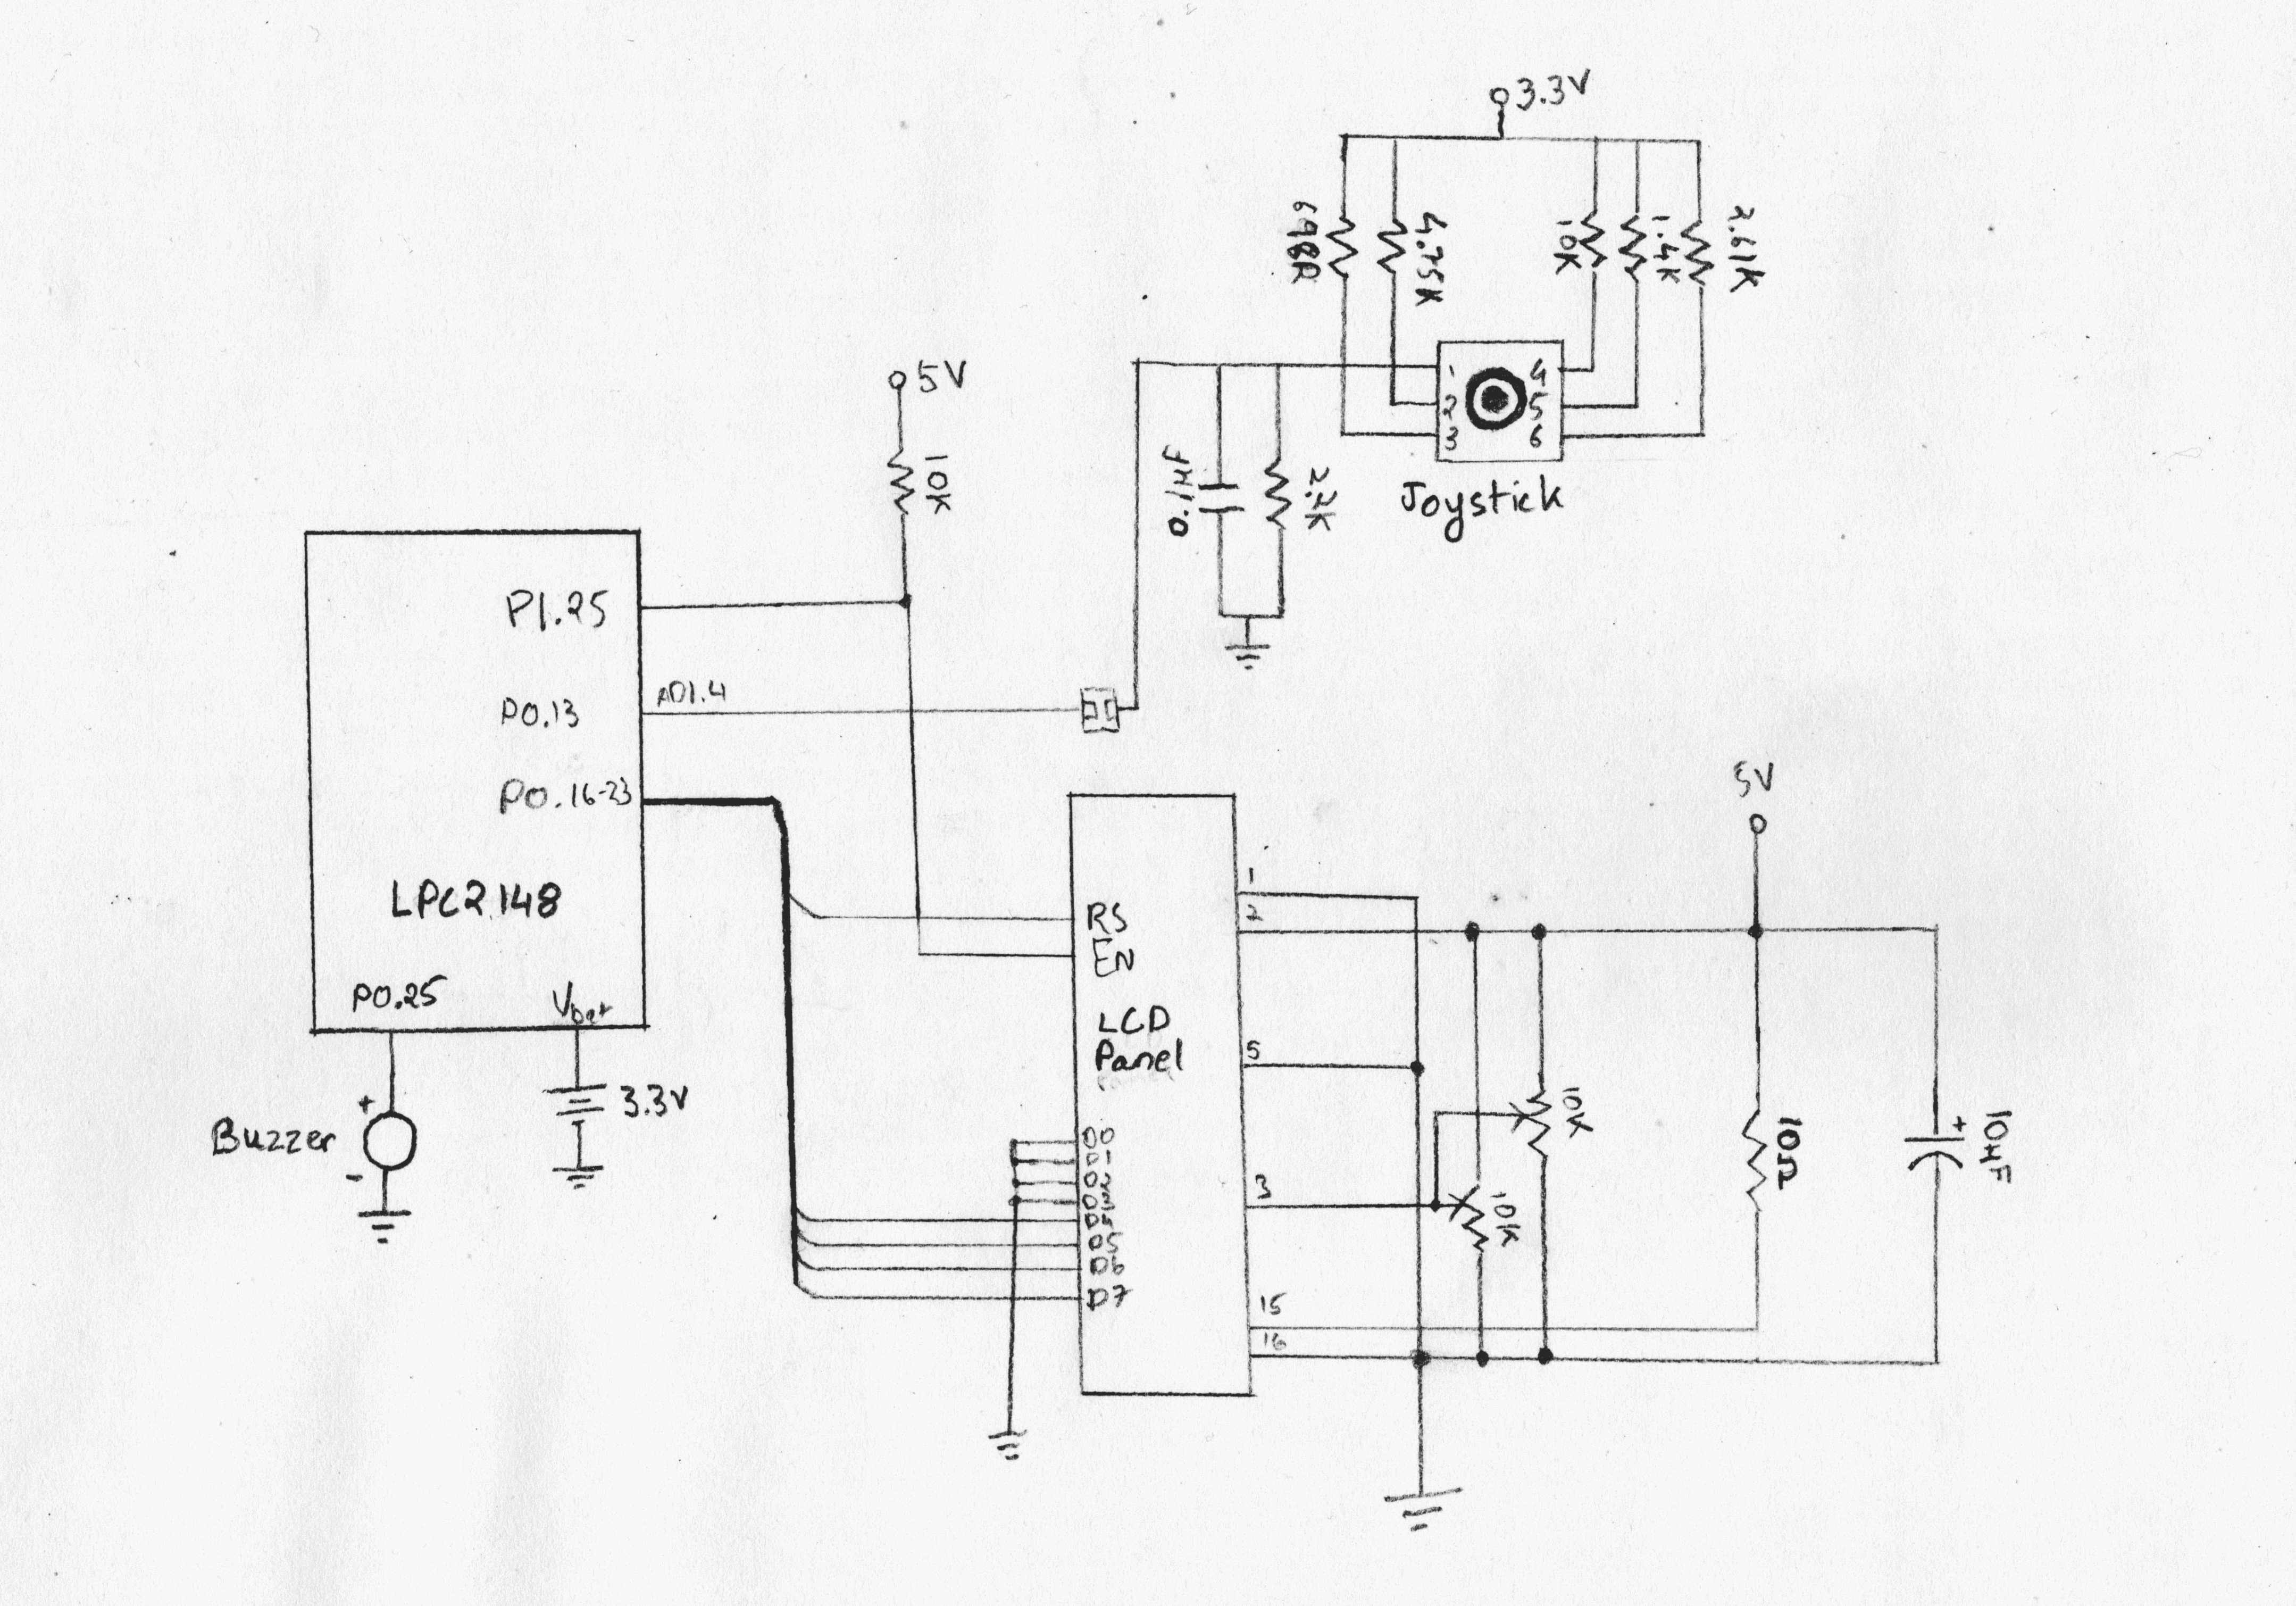 3.3V
698Ω
4.75K
10K
1.4K
2.61K
1
2
3
4
5
6
Joystick
5V
10K
0.1µF
2.2K
P1.25
P0.13
AD1.4
P0.16-23
LPC2148
P0.25
Vbat
Buzzer
+
-
3.3V
RS
EN
LCD
Panel
D0
D1
D2
D3
D4
D5
D6
D7
1
2
5
3
15
16
5V
10K
10K
10Ω
+
10µF